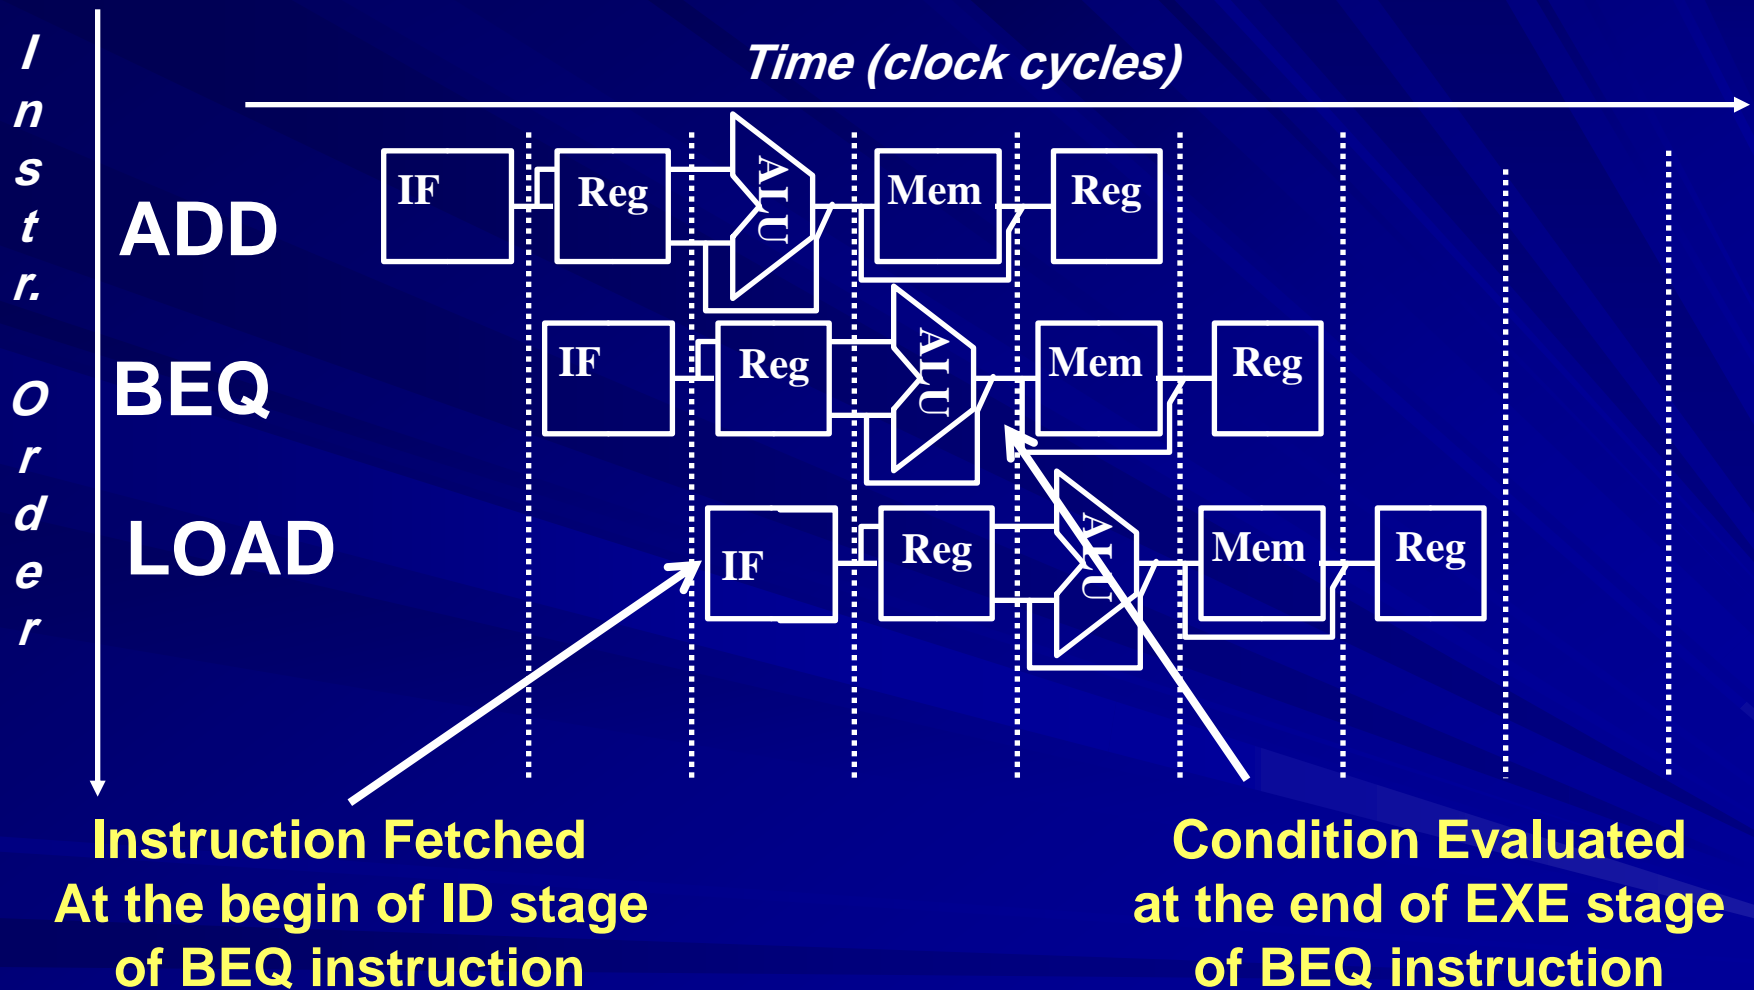 Time (clock cycles)
Instr. Order
ADD
IF Reg ALU Mem Reg
BEQ
IF Reg ALU Mem Reg
LOAD
IF Reg ALU Mem Reg
Instruction Fetched
At the begin of ID stage
of BEQ instruction
Condition Evaluated
at the end of EXE stage
of BEQ instruction